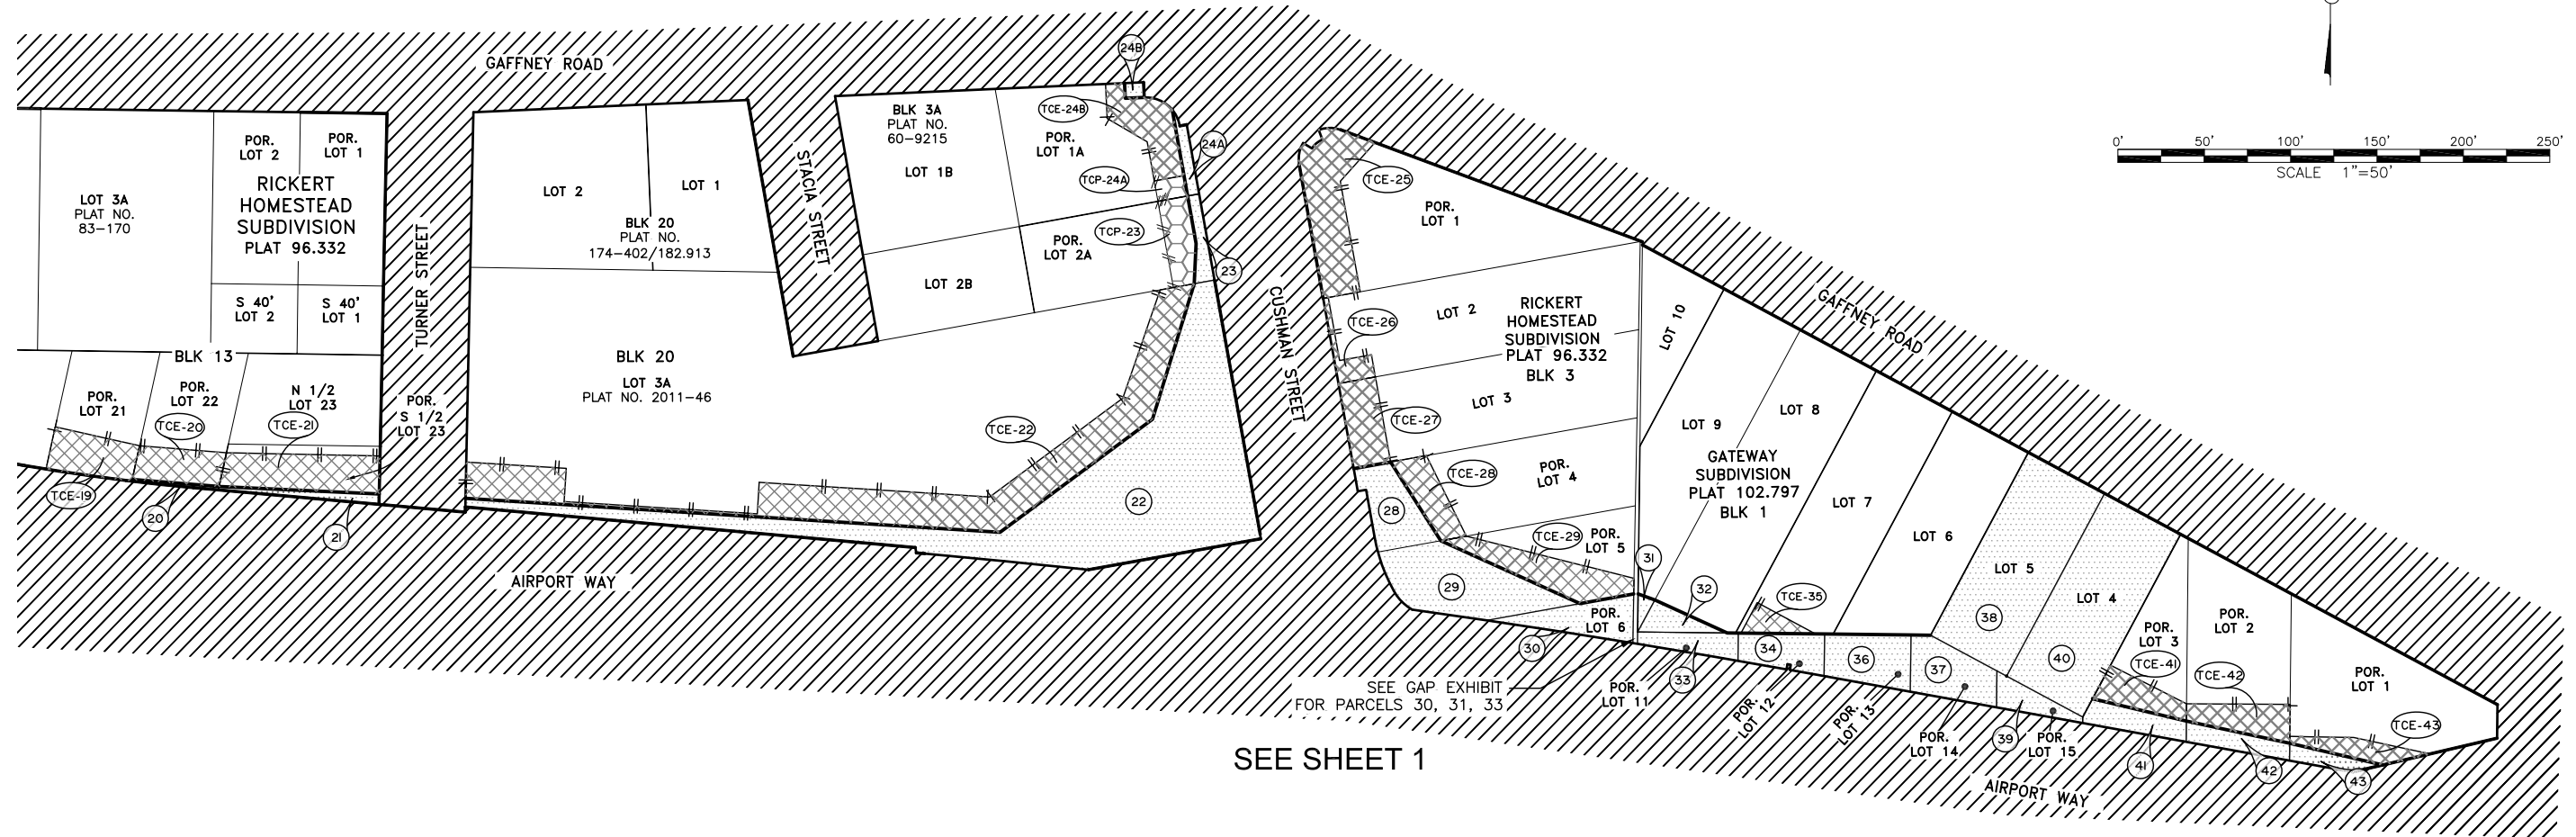 GAFFNEY ROAD
24B
BLK 3A
PLAT NO.
60-9215
TCE-24B
POR.
LOT 1A
24A
TCP-24A
LOT 1B
POR.
LOT 2
POR.
LOT 1
RICKERT
HOMESTEAD
SUBDIVISION
PLAT 96.332
LOT 3A
PLAT NO.
83-170
S 40'
LOT 2
S 40'
LOT 1
TURNER STREET
LOT 2
LOT 1
BLK 20
PLAT NO.
174-402/182.913
STACIA STREET
TCP-23
POR.
LOT 2A
LOT 2B
23
BLK 13
POR.
LOT 21
POR.
LOT 22
N 1/2
LOT 23
POR.
S 1/2
LOT 23
TCE-19
TCE-20
TCE-21
20
21
BLK 20
LOT 3A
PLAT NO. 2011-46
TCE-22
22
AIRPORT WAY
CUSHMAN STREET
0'
50'
100'
150'
200'
250'
SCALE 1"=50'
TCE-25
POR.
LOT 1
TCE-26
LOT 2
RICKERT
HOMESTEAD
SUBDIVISION
PLAT 96.332
BLK 3
TCE-27
LOT 3
TCE-28
POR.
LOT 4
28
TCE-29
POR.
LOT 5
29
POR.
LOT 6
30
31
32
33
SEE GAP EXHIBIT
FOR PARCELS 30, 31, 33
GAFFNEY ROAD
LOT 10
LOT 9
LOT 8
GATEWAY
SUBDIVISION
PLAT 102.797
BLK 1
LOT 7
LOT 6
LOT 5
LOT 4
TCE-35
34
36
37
38
39
40
POR.
LOT 11
POR.
LOT 12
POR.
LOT 13
POR.
LOT 14
POR.
LOT 15
POR.
LOT 3
POR.
LOT 2
POR.
LOT 1
TCE-41
TCE-42
TCE-43
41
42
43
AIRPORT WAY
SEE SHEET 1